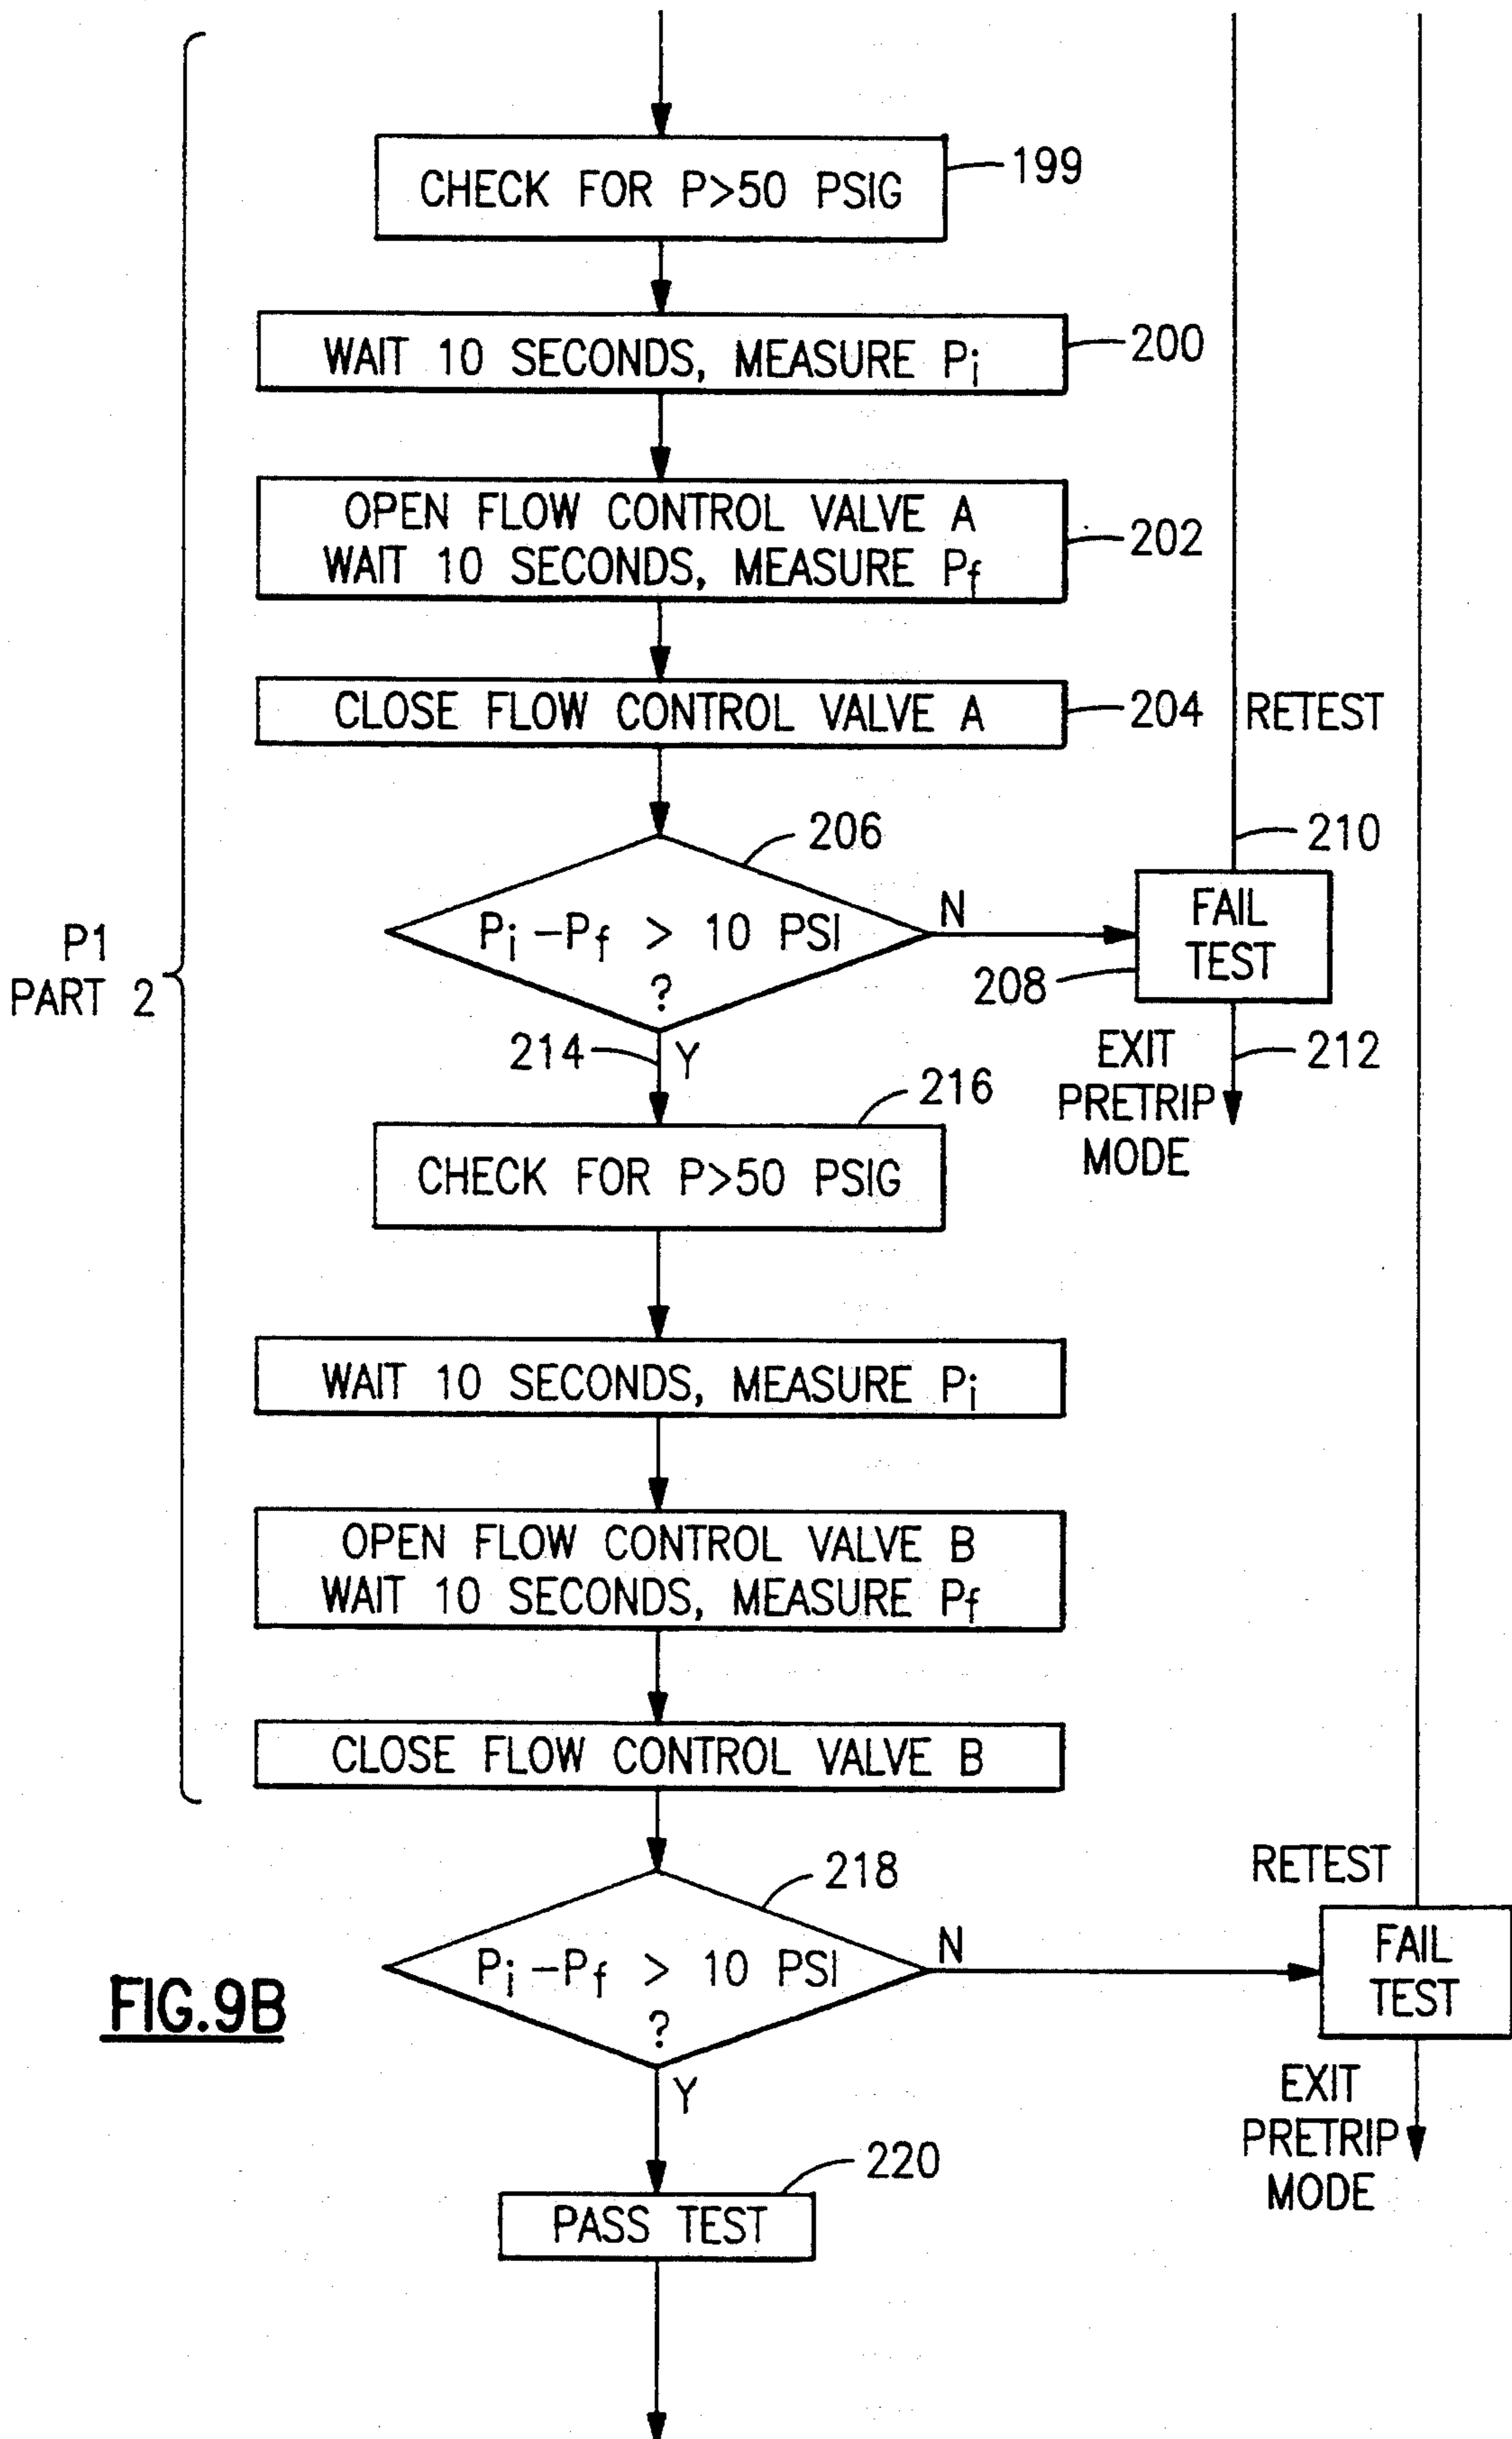 CHECK FOR P>50 PSIG
199
WAIT 10 SECONDS, MEASURE Pi
200
OPEN FLOW CONTROL VALVE A
WAIT 10 SECONDS, MEASURE Pf
202
CLOSE FLOW CONTROL VALVE A
204
RETEST
206
210
Pi -Pf > 10 PSI
?
N
FAIL
TEST
208
P1
PART 2
214
Y
EXIT
PRETRIP
MODE
212
216
CHECK FOR P>50 PSIG
WAIT 10 SECONDS, MEASURE Pi
OPEN FLOW CONTROL VALVE B
WAIT 10 SECONDS, MEASURE Pf
CLOSE FLOW CONTROL VALVE B
218
RETEST
Pi -Pf > 10 PSI
?
N
FAIL
TEST
FIG.9B
Y
EXIT
PRETRIP
MODE
220
PASS TEST